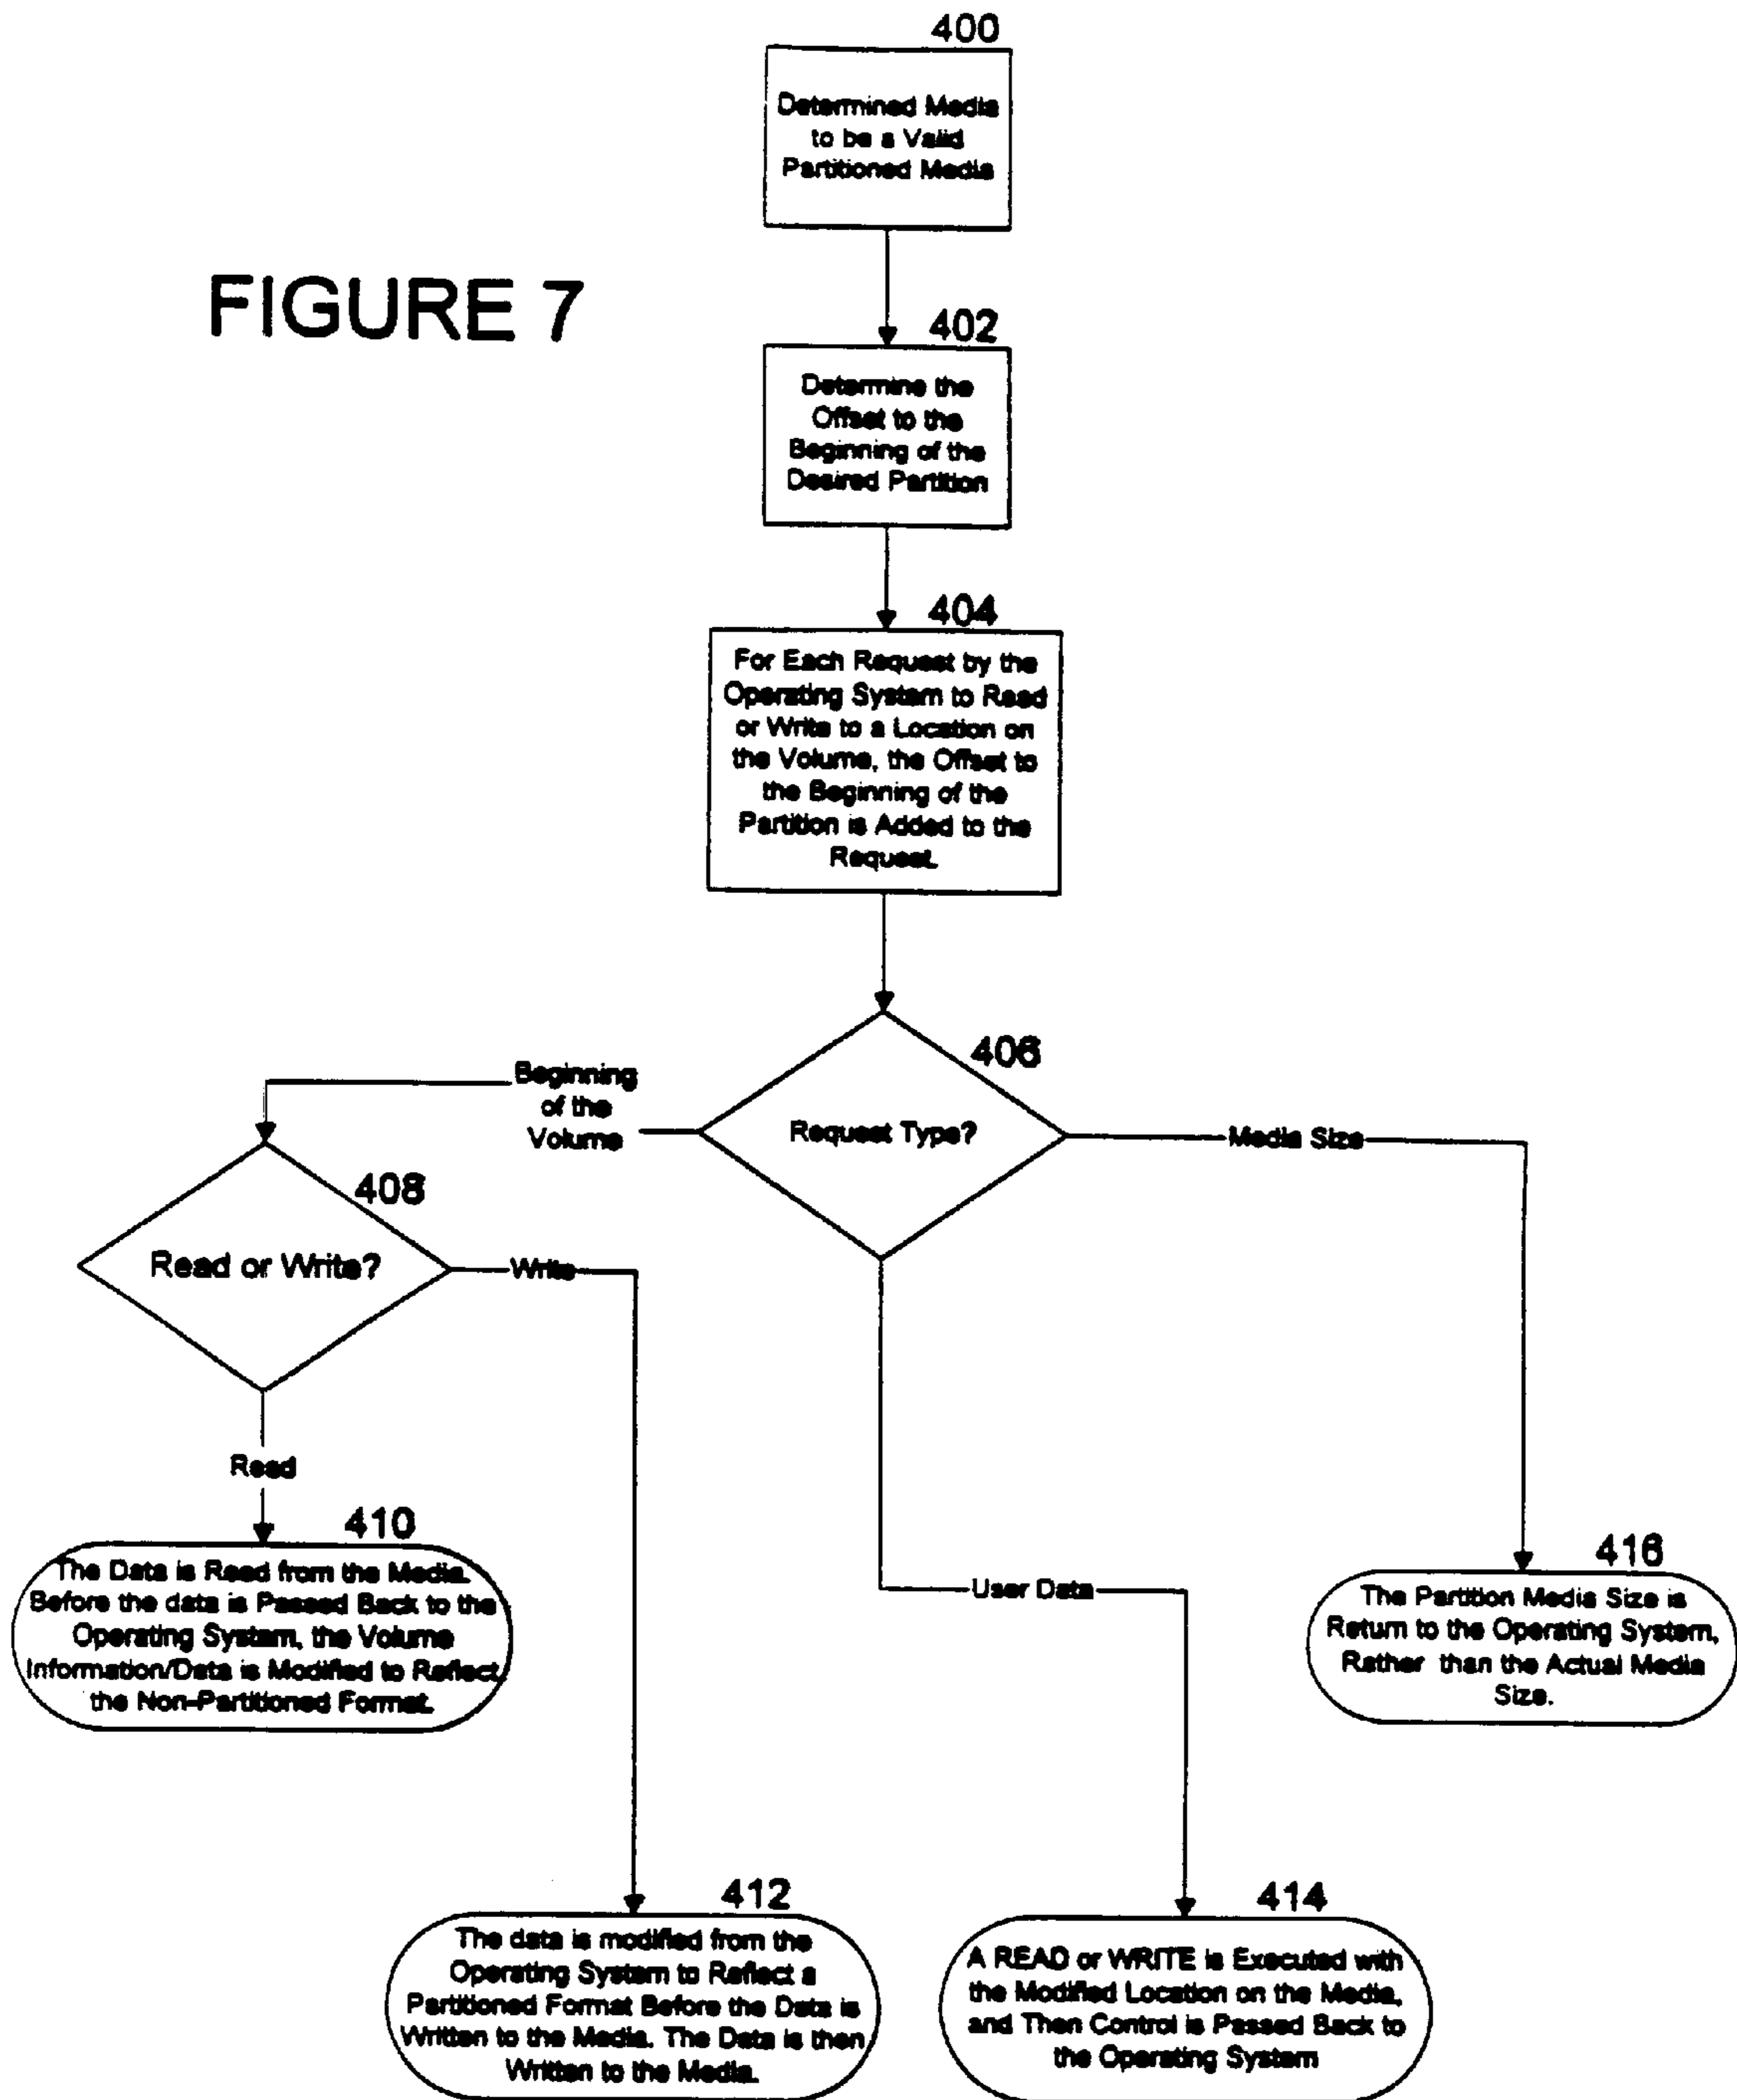 400
Determined Media
to be a Valid
Partitioned Media
FIGURE 7
402
Determine the
Offset to the
Beginning of the
Desired Partition
404
For Each Request by the
Operating System to Read
or Write to a Location on
the Volume, the Offset to
the Beginning of the
Partition is Added to the
Request.
406
Request Type?
Beginning
of the
Volume
Media Size
408
Read or Write?
Write
Read
User Data
410
The Data is Read from the Media.
Before the data is Passed Back to the
Operating System, the Volume
Information/Data is Modified to Reflect
the Non-Partitioned Format.
416
The Partition Media Size is
Return to the Operating System,
Rather than the Actual Media
Size.
412
The data is modified from the
Operating System to Reflect a
Partitioned Format Before the Data is
Written to the Media. The Data is then
Written to the Media.
414
A READ or WRITE is Executed with
the Modified Location on the Media,
and Then Control is Passed Back to
the Operating System